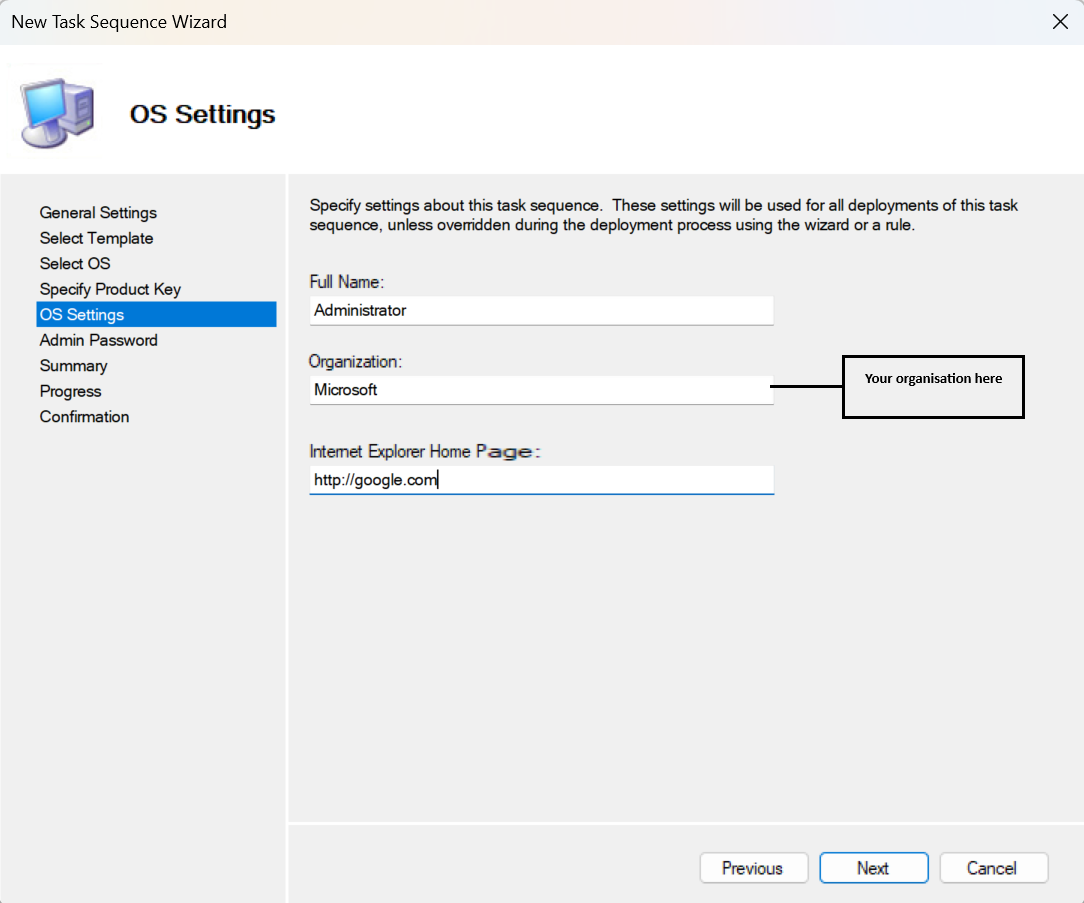 New Task Sequence Wizard
OS Settings
General Settings
Select Template
Select OS
Specify Product Key
OS Settings
Admin Password
Summary
Progress
Confirmation
Specify settings about this task sequence.  These settings will be used for all deployments of this task
sequence, unless overridden during the deployment process using the wizard or a rule.
Full Name:
Administrator
Organization:
Microsoft
Your organisation here
Internet Explorer Home Page:
http://google.com
Previous
Next
Cancel